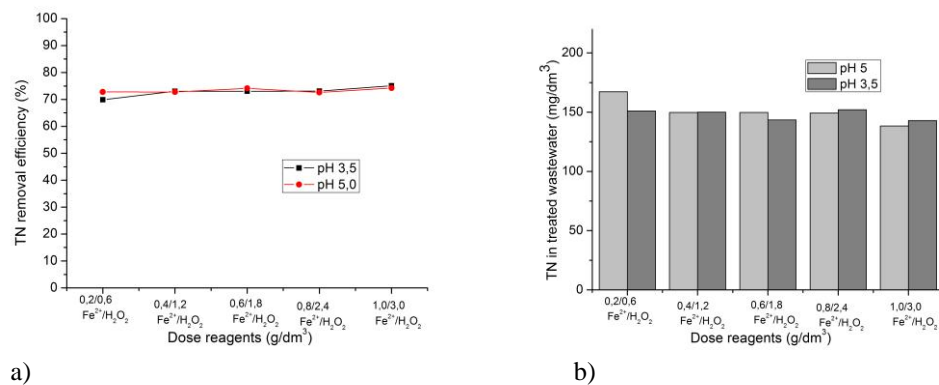 100
90
80
70
60
50
40
30
20
10
0
TN removal efficiency (%)
pH 3,5
pH 5,0
0,2/0,6
Fe²⁺/H₂O₂
0,4/1,2
Fe²⁺/H₂O₂
0,6/1,8
Fe²⁺/H₂O₂
0,8/2,4
Fe²⁺/H₂O₂
1,0/3,0
Fe²⁺/H₂O₂
Dose reagents (g/dm³)
a)
200
150
100
50
0
TN in treated wastewater (mg/dm³)
pH 5
pH 3,5
0,2/0,6
Fe²⁺/H₂O₂
0,4/1,2
Fe²⁺/H₂O₂
0,6/1,8
Fe²⁺/H₂O₂
0,8/2,4
Fe²⁺/H₂O₂
1,0/3,0
Fe²⁺/H₂O₂
Dose reagents (g/dm³)
b)